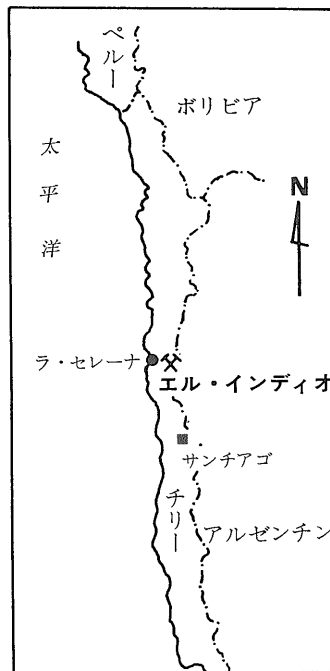 ペルー
ボリビア
太平洋
N
ラ・セレーナ
エル・インディオ
サンチアゴ
チリー
アルゼンチン